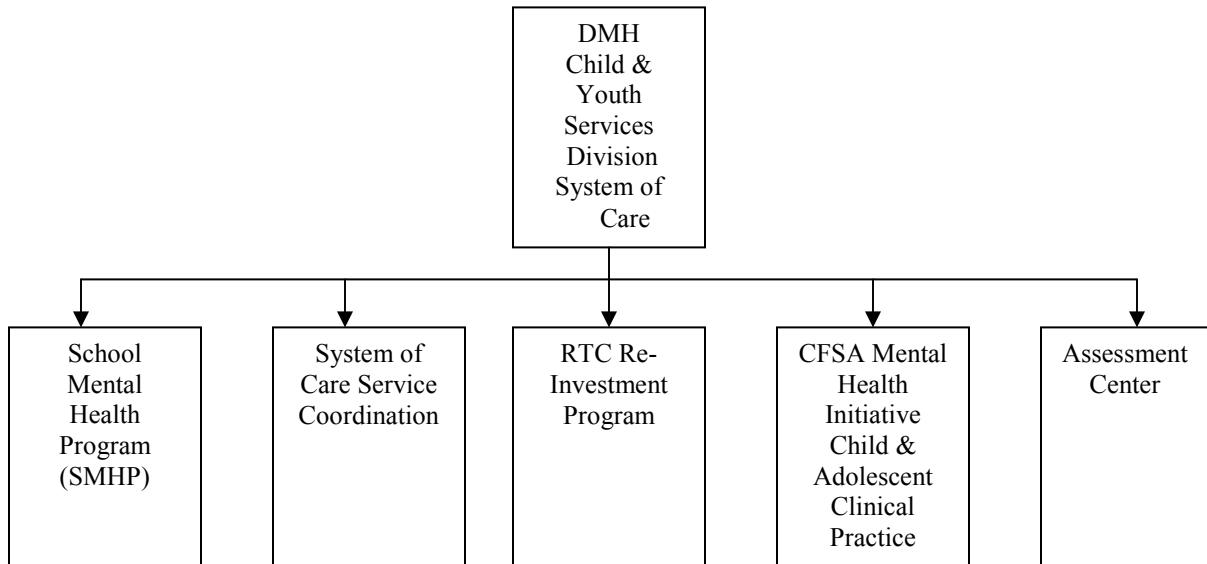 DMH
Child &
Youth
Services
Division
System of
Care
School
Mental
Health
Program
(SMHP)
System of
Care Service
Coordination
RTC Re-
Investment
Program
CFSA Mental
Health
Initiative
Child &
Adolescent
Clinical
Practice
Assessment
Center